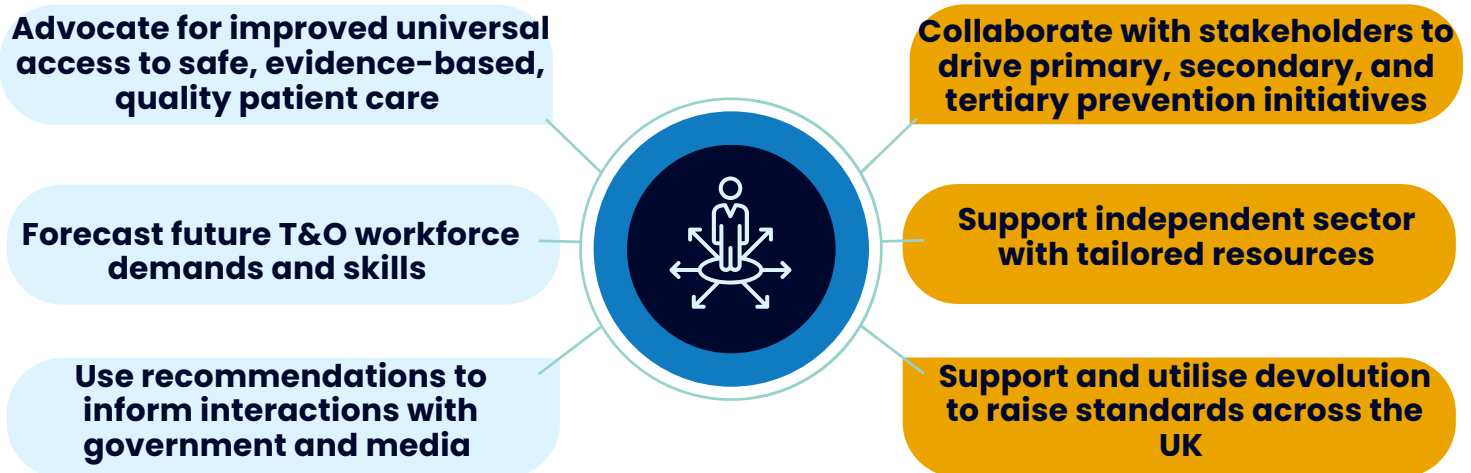 Advocate for improved universal
access to safe, evidence-based,
quality patient care
Forecast future T&O workforce
demands and skills
Use recommendations to
inform interactions with
government and media
Collaborate with stakeholders to
drive primary, secondary, and
tertiary prevention initiatives
Support independent sector
with tailored resources
Support and utilise devolution
to raise standards across the
UK